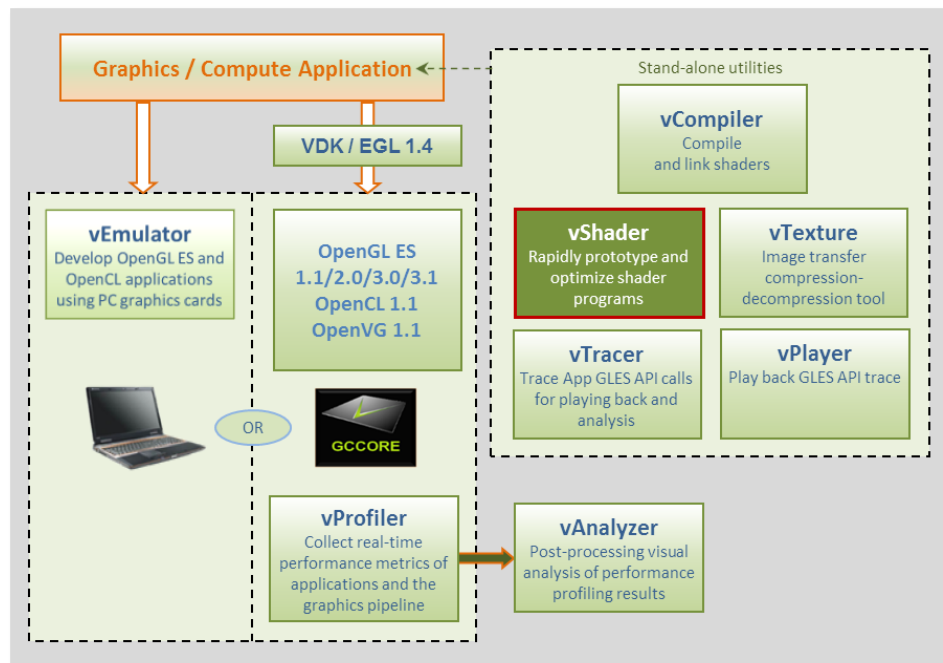 Graphics / Compute Application
Stand-alone utilities
vCompiler
Compile
and link shaders
VDK / EGL 1.4
vEmulator
Develop OpenGL ES and
OpenCL applications
using PC graphics cards
OpenGL ES
1.1/2.0/3.0/3.1
OpenCL 1.1
OpenVG 1.1
vShader
Rapidly prototype and
optimize shader
programs
vTexture
Image transfer
compression-
decompression tool
vTracer
Trace App GLES API calls
for playing back and
analysis
vPlayer
Play back GLES API trace
OR
GCCORE
vProfiler
Collect real-time
performance metrics of
applications and the
graphics pipeline
vAnalyzer
Post-processing visual
analysis of performance
profiling results